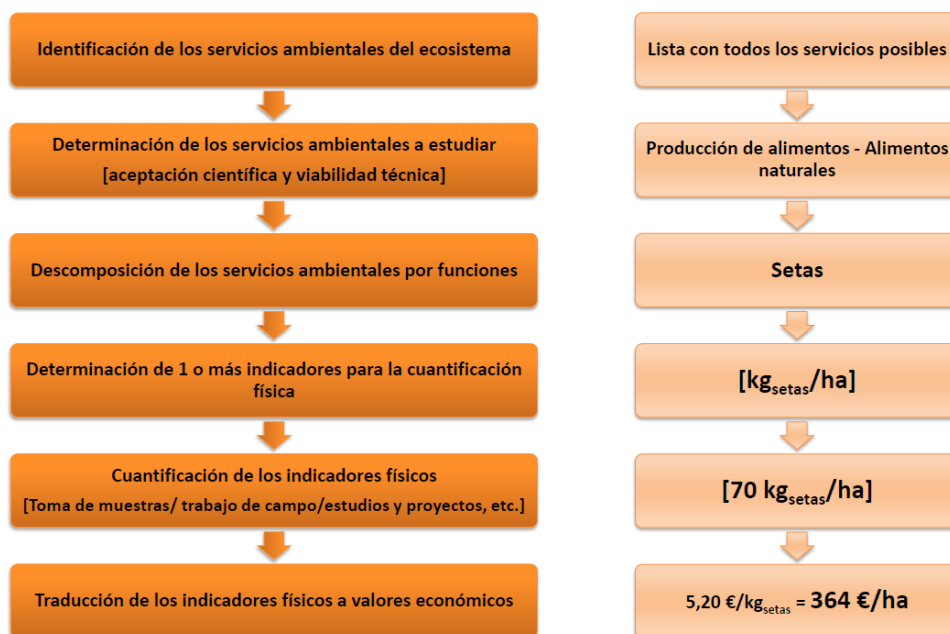 Identificación de los servicios ambientales del ecosistema
Determinación de los servicios ambientales a estudiar
[aceptación científica y viabilidad técnica]
Descomposición de los servicios ambientales por funciones
Determinación de 1 o más indicadores para la cuantificación
física
Cuantificación de los indicadores físicos
[Toma de muestras/ trabajo de campo/estudios y proyectos, etc.]
Traducción de los indicadores físicos a valores económicos
Lista con todos los servicios posibles
Producción de alimentos - Alimentos
naturales
Setas
[kgsetas/ha]
[70 kgsetas/ha]
5,20 €/kgsetas = 364 €/ha